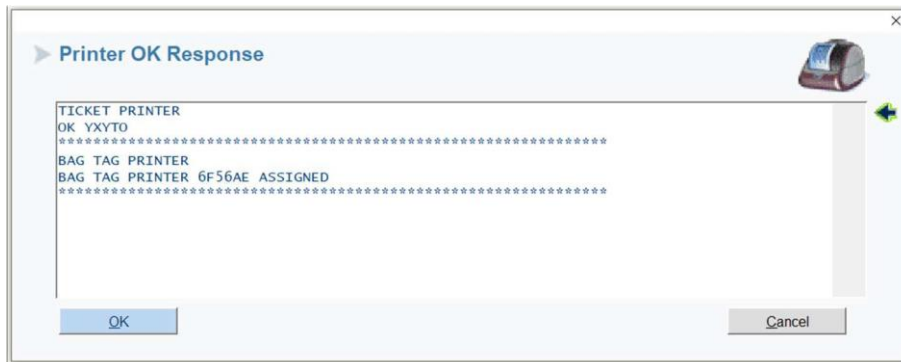 Printer OK Response
TICKET PRINTER
OK YXYTO
***************************************************************
BAG TAG PRINTER
BAG TAG PRINTER 6F56AE ASSIGNED
***************************************************************
OK
Cancel